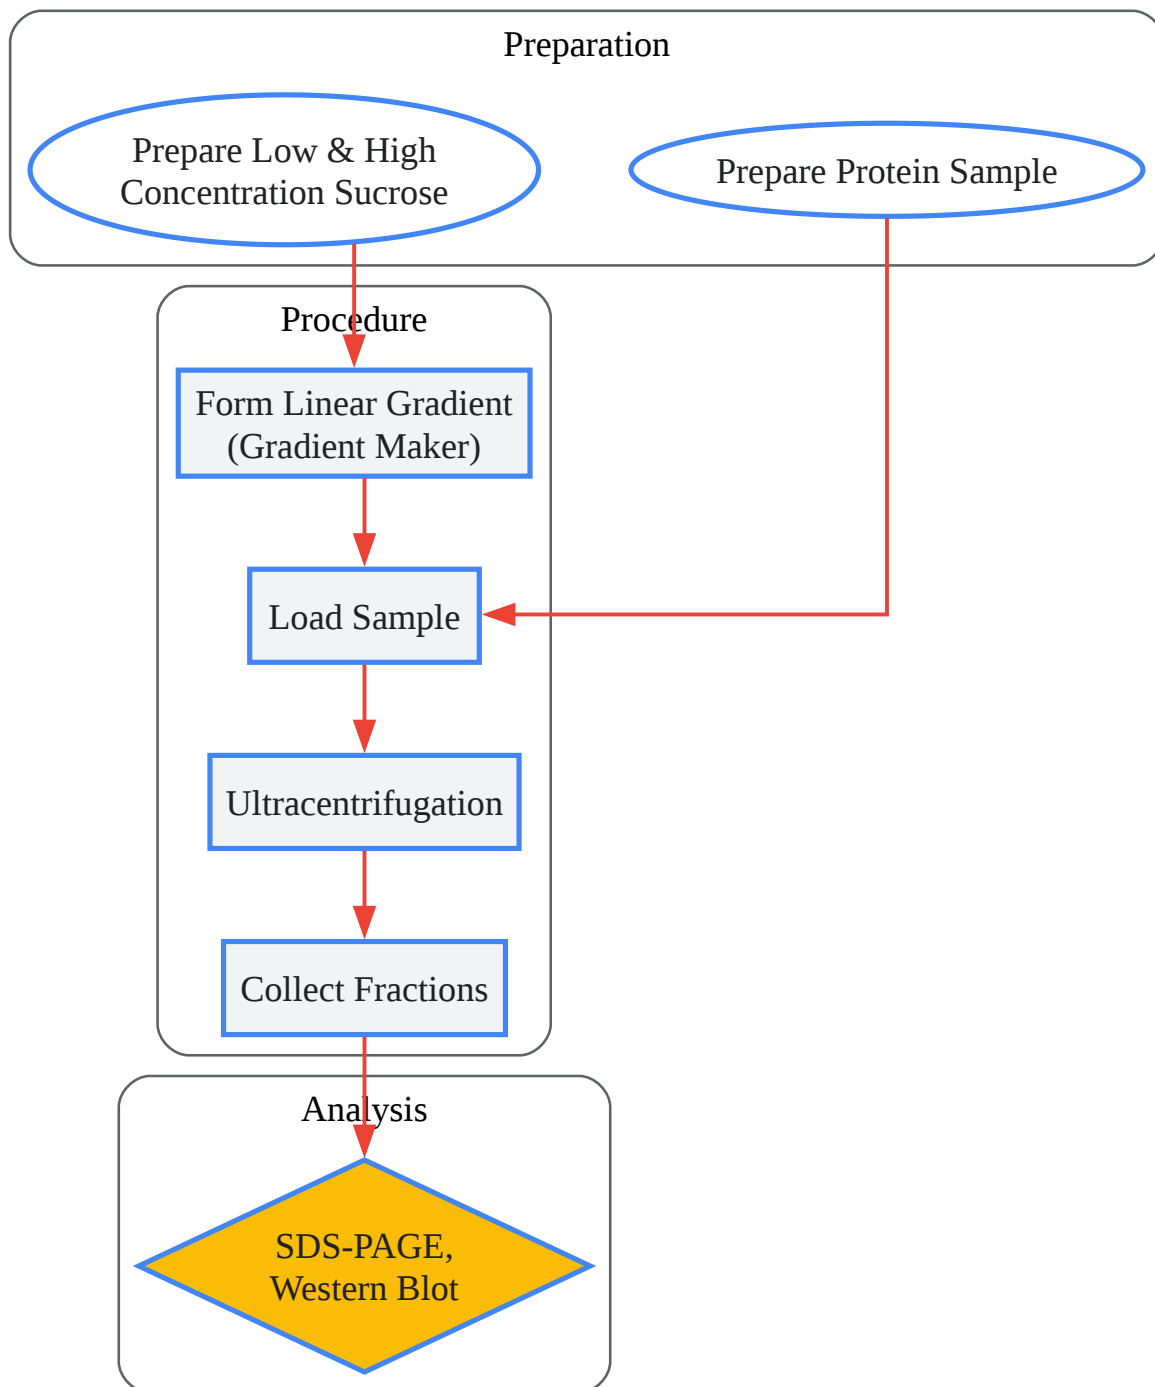 Preparation
Prepare Low & High
Concentration Sucrose
Prepare Protein Sample
Procedure
Form Linear Gradient
(Gradient Maker)
Load Sample
Ultracentrifugation
Collect Fractions
Analysis
SDS-PAGE,
Western Blot